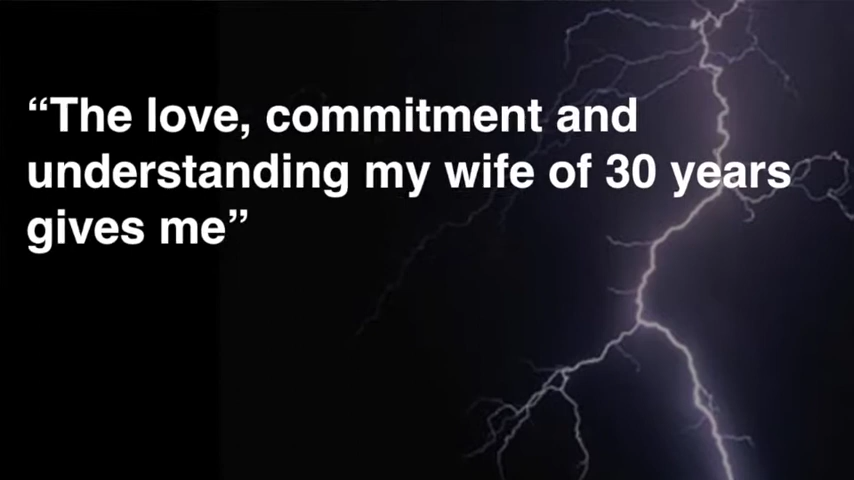 “The love, commitment and
understanding my wife of 30 years
gives me”